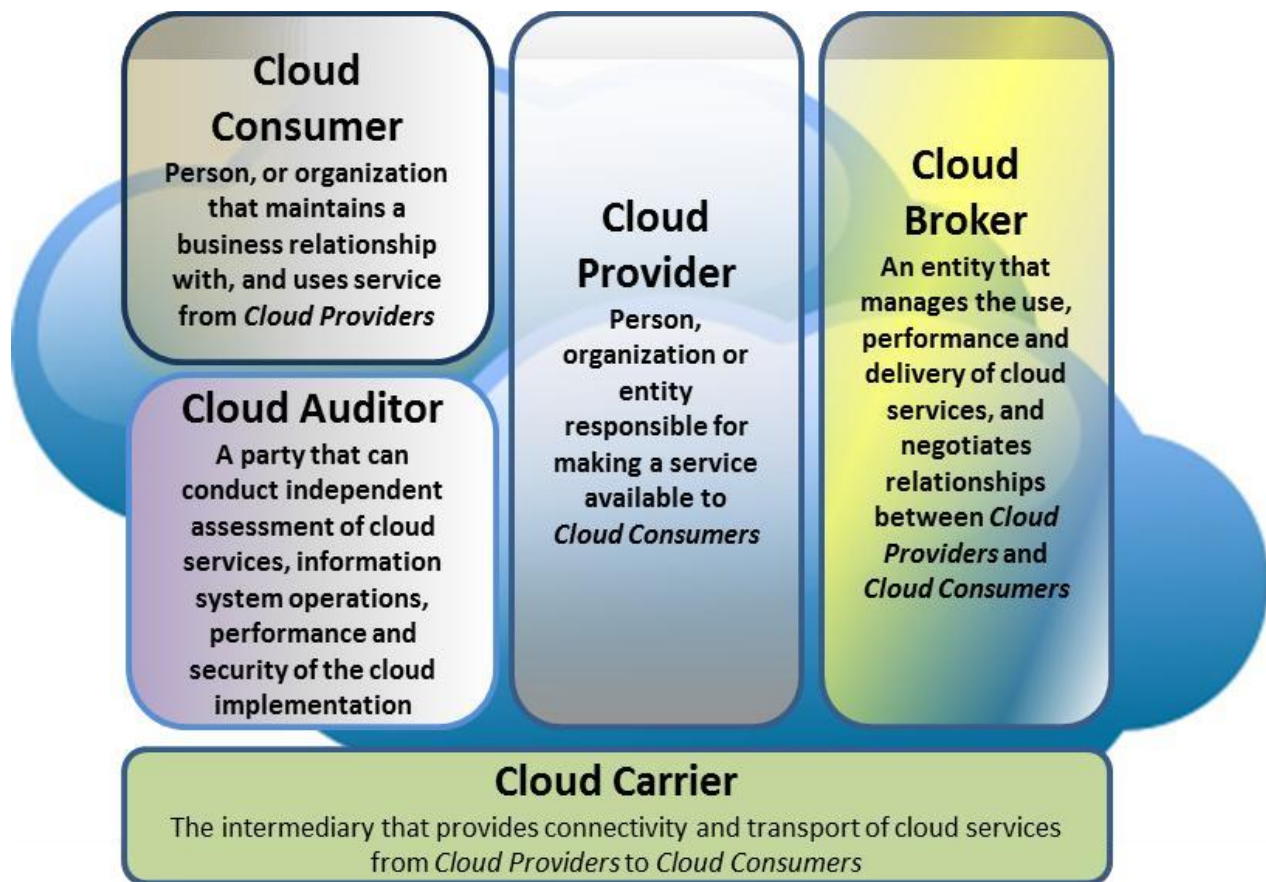 Cloud
Consumer
Person, or organization
that maintains a
business relationship
with, and uses service
from Cloud Providers
Cloud Auditor
A party that can
conduct independent
assessment of cloud
services, information
system operations,
performance and
security of the cloud
implementation
Cloud
Provider
Person,
organization or
entity
responsible for
making a service
available to
Cloud Consumers
Cloud
Broker
An entity that
manages the use,
performance and
delivery of cloud
services, and
negotiates
relationships
between Cloud
Providers and
Cloud Consumers
Cloud Carrier
The intermediary that provides connectivity and transport of cloud services
from Cloud Providers to Cloud Consumers